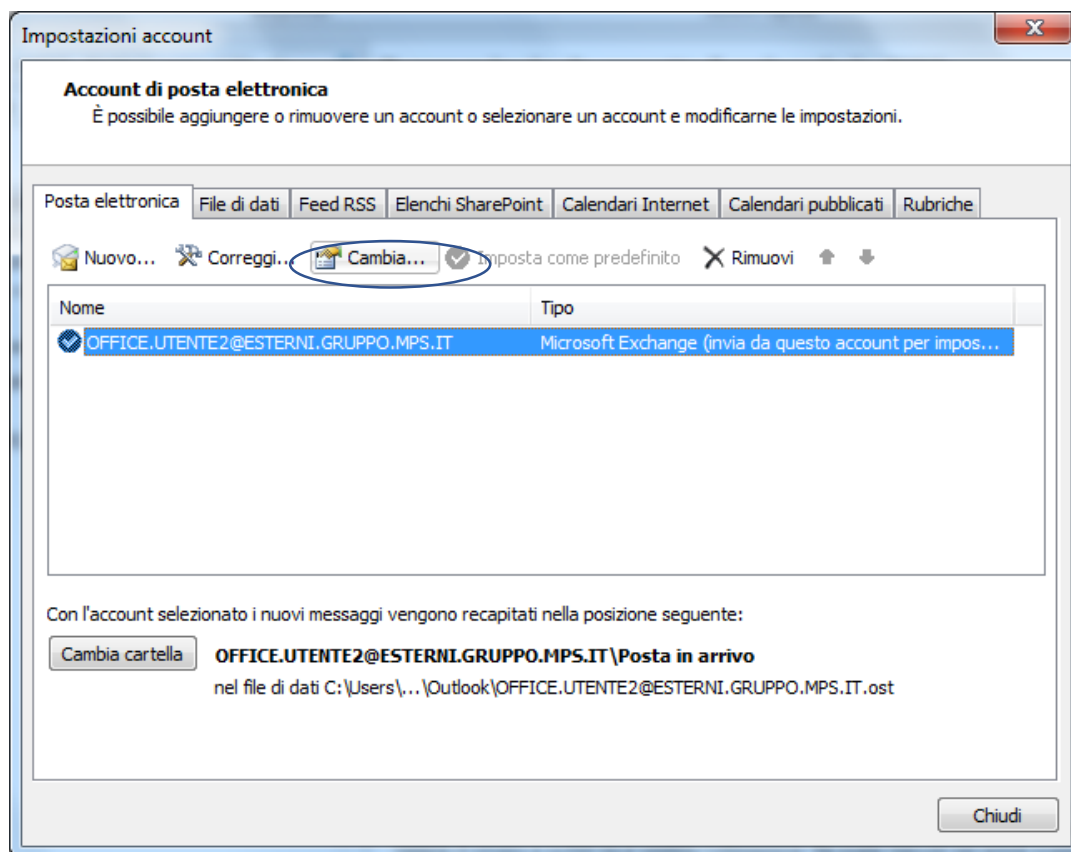 Impostazioni account
Account di posta elettronica
È possibile aggiungere o rimuovere un account o selezionare un account e modificarne le impostazioni.
Posta elettronica File di dati Feed RSS Elenchi SharePoint Calendari Internet Calendari pubblicati Rubriche
Nuovo... Correggi... Cambia... Imposta come predefinito Rimuovi
Nome Tipo
OFFICE.UTENTE2@ESTERNI.GRUPPO.MPS.IT Microsoft Exchange (invia da questo account per impos...
Con l'account selezionato i nuovi messaggi vengono recapitati nella posizione seguente:
Cambia cartella OFFICE.UTENTE2@ESTERNI.GRUPPO.MPS.IT\Posta in arrivo
nel file di dati C:\Users\...\Outlook\OFFICE.UTENTE2@ESTERNI.GRUPPO.MPS.IT.ost
Chiudi